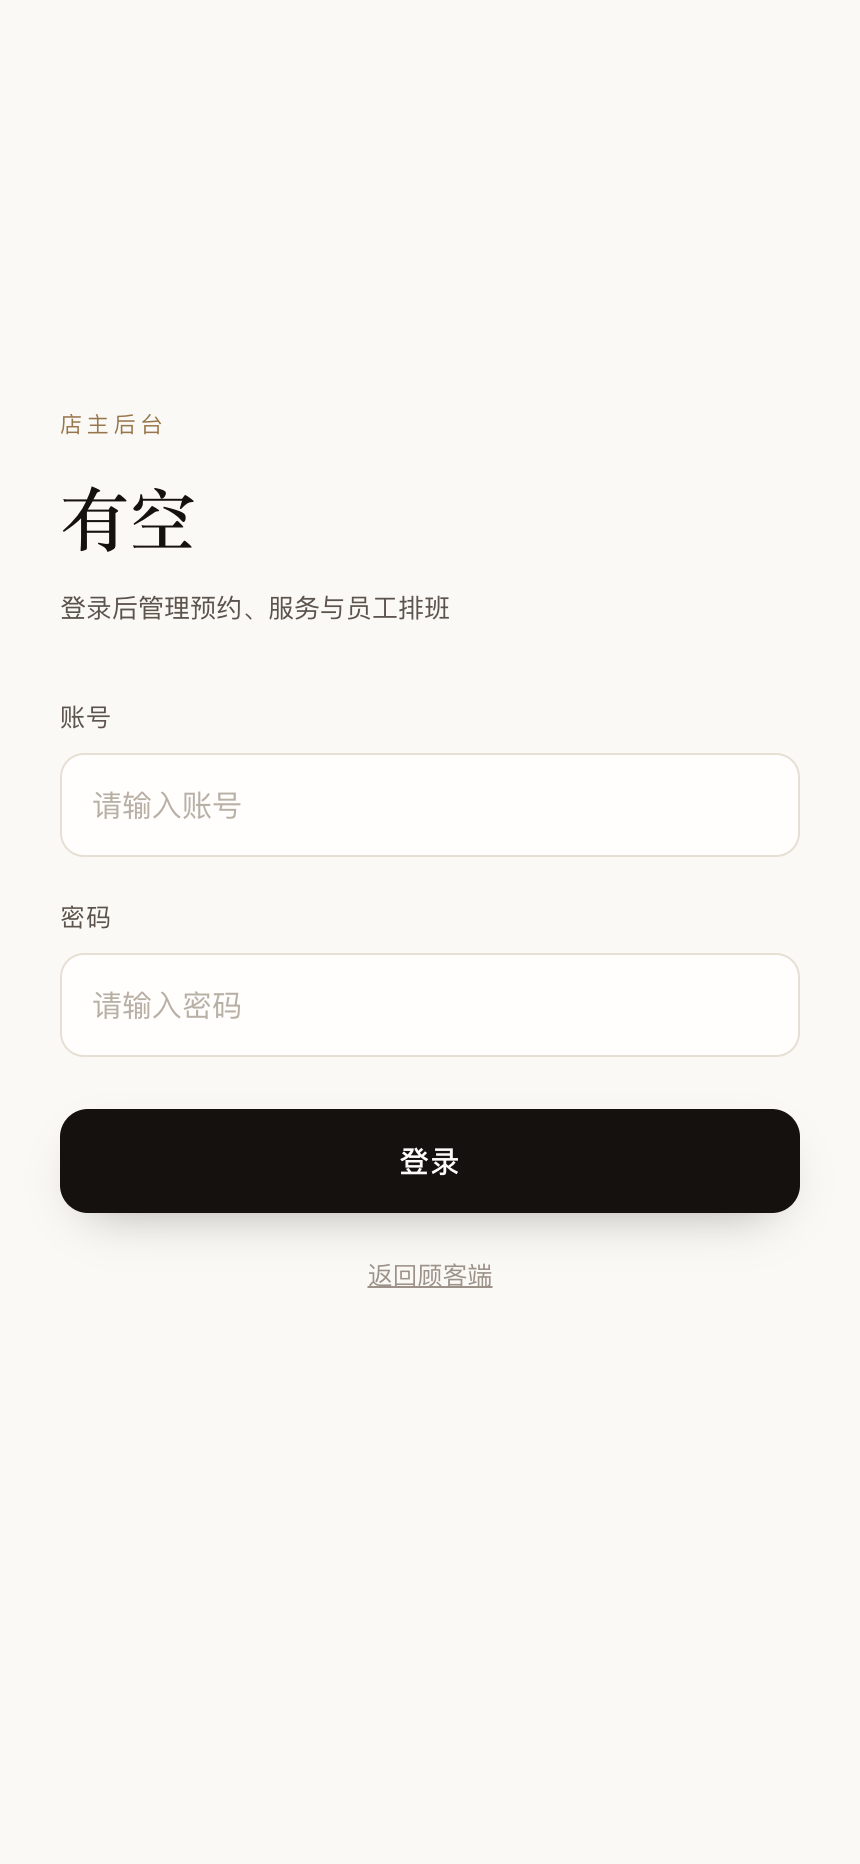 店主后台
有空
登录后管理预约、服务与员工排班
账号
请输入账号
密码
请输入密码
登录
返回顾客端